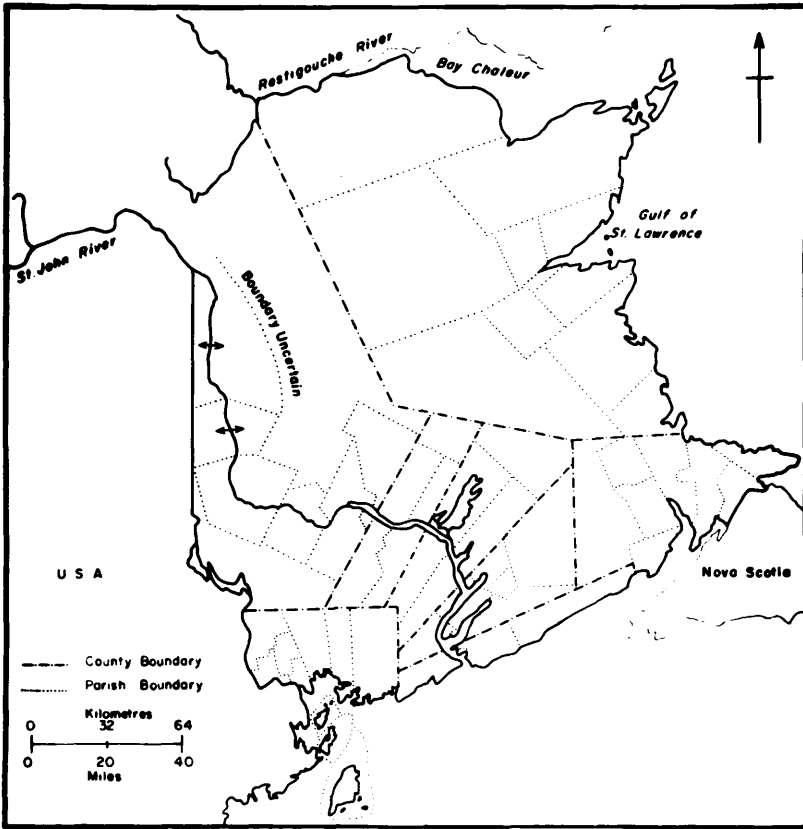 Restigouche River
Bay Chaleur
Gulf of
St. Lawrence
St. John River
Boundary Uncertain
U S A
Nova Scotia
County Boundary
Parish Boundary
Kilometres
0 32 64
0 20 40
Miles